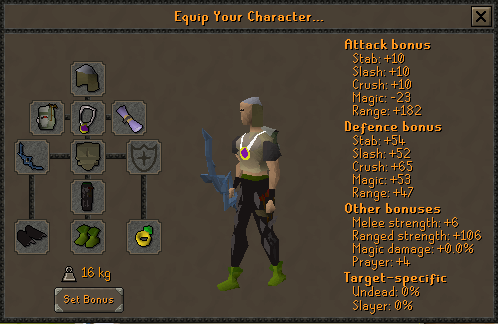 Equip Your Character...
Attack bonus
Stab: +10
Slash: +10
Crush: +10
Magic: -23
Range: +182
Defence bonus
Stab: +54
Slash: +52
Crush: +65
Magic: +53
Range: +47
Other bonuses
Melee strength: +6
Ranged strength: +106
Magic damage: +0.0%
Prayer: +4
Target-specific
Undead: 0%
Slayer: 0%
16 kg
Set Bonus